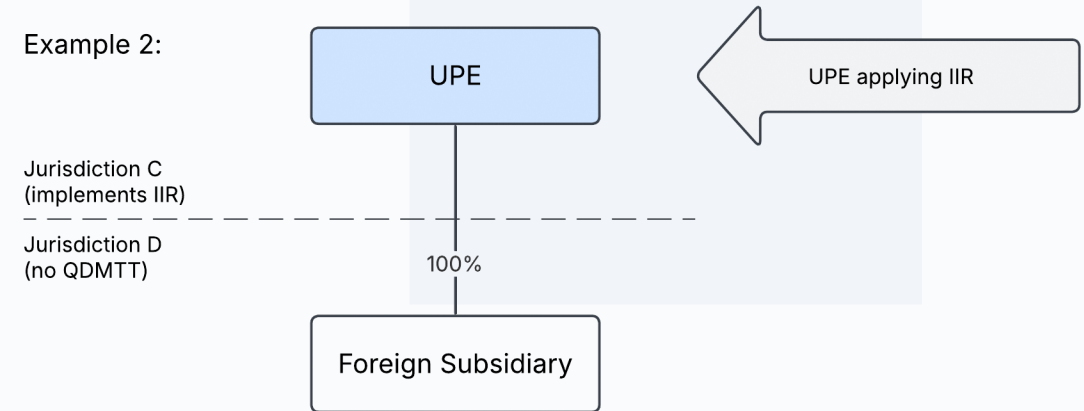 Example 2:
UPE
UPE applying IIR
Jurisdiction C
(implements IIR)
Jurisdiction D
(no QDMTT)
100%
Foreign Subsidiary